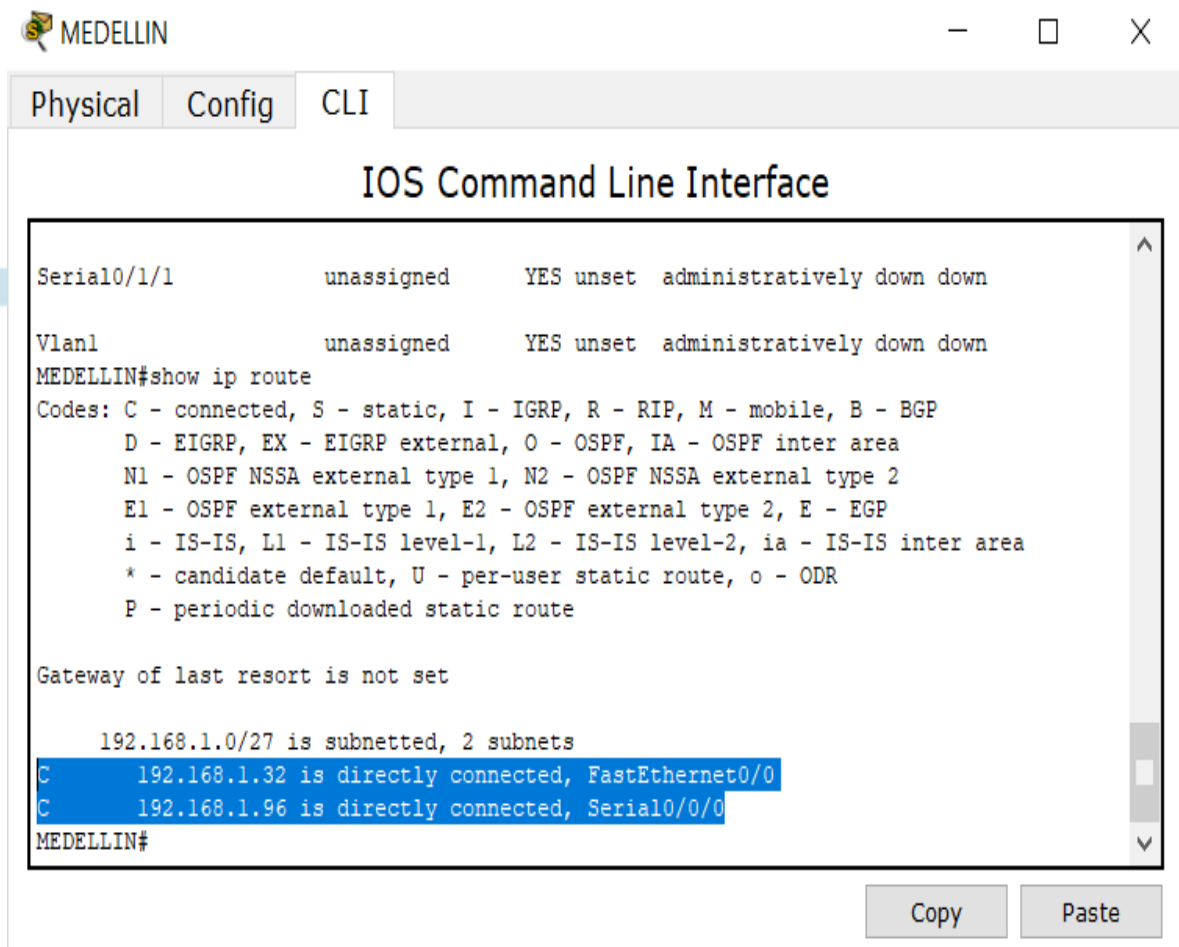 MEDELLIN
Physical Config CLI
IOS Command Line Interface
Serial0/1/1 unassigned YES unset administratively down down
Vlan1 unassigned YES unset administratively down down
MEDELLIN#show ip route
Codes: C - connected, S - static, I - IGRP, R - RIP, M - mobile, B - BGP
D - EIGRP, EX - EIGRP external, O - OSPF, IA - OSPF inter area
N1 - OSPF NSSA external type 1, N2 - OSPF NSSA external type 2
E1 - OSPF external type 1, E2 - OSPF external type 2, E - EGP
i - IS-IS, L1 - IS-IS level-1, L2 - IS-IS level-2, ia - IS-IS inter area
* - candidate default, U - per-user static route, o - ODR
P - periodic downloaded static route
Gateway of last resort is not set
192.168.1.0/27 is subnetted, 2 subnets
C 192.168.1.32 is directly connected, FastEthernet0/0
C 192.168.1.96 is directly connected, Serial0/0/0
MEDELLIN#
Copy Paste